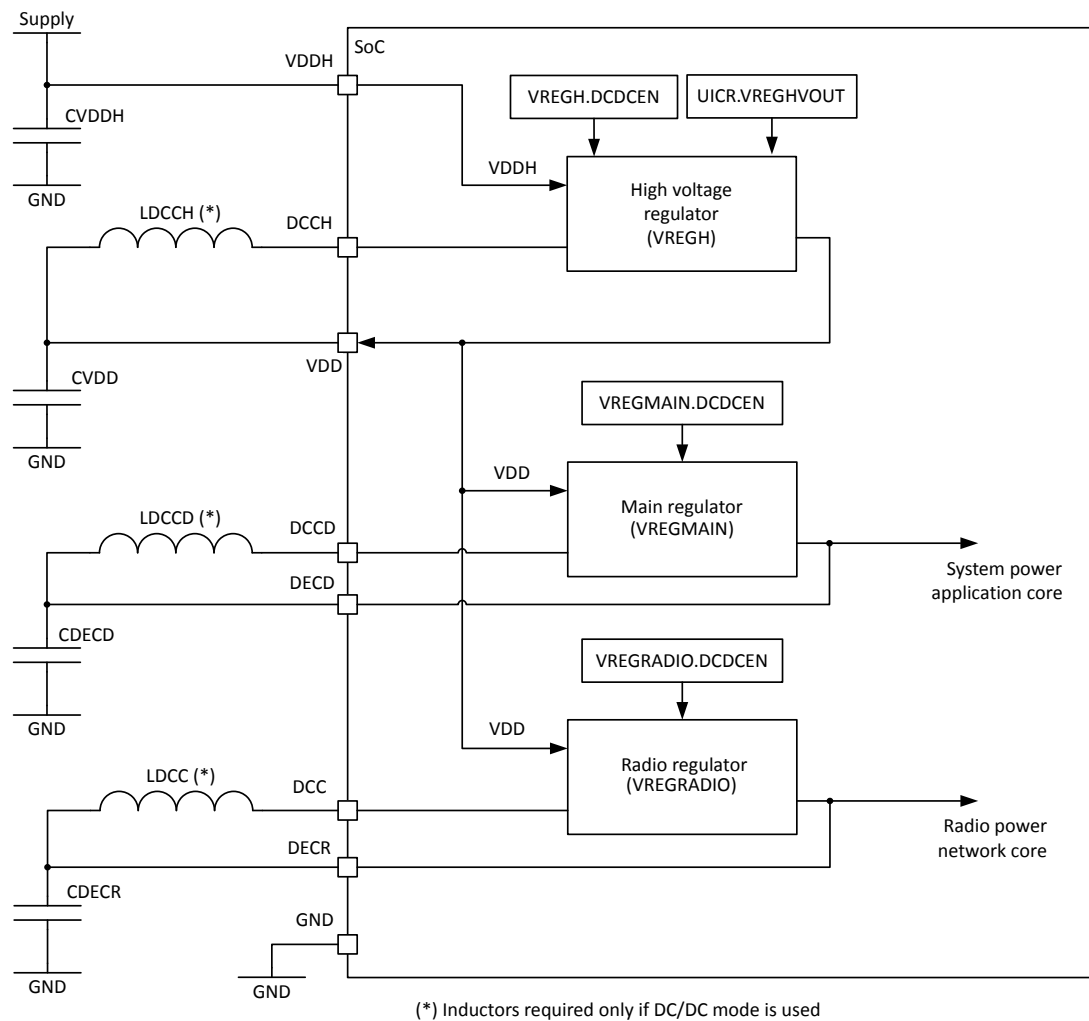 Supply
SoC
VDDH
CVDDH
GND
VREGH.DCDCEN
UICR.VREGHVOUT
VDDH
High voltage
regulator
(VREGH)
LDCCH (*)
DCCH
VDD
CVDD
GND
VREGMAIN.DCDCEN
VDD
Main regulator
(VREGMAIN)
LDCCD (*)
DCCD
DECD
System power
application core
CDECD
GND
VREGRADIO.DCDCEN
VDD
Radio regulator
(VREGRADIO)
LDCC (*)
DCC
DECR
Radio power
network core
CDECR
GND
GND
GND
(*) Inductors required only if DC/DC mode is used